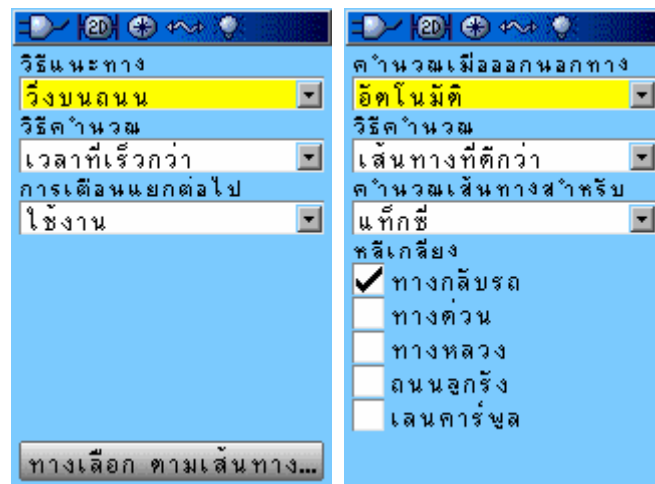 2D
วิธีแนะทาง
วิ่งบนถนน
วิธีคำนวณ
เวลาที่เร็วกว่า
การเตือนแยกต่อไป
ใช้งาน
ทางเลือก ตามเส้นทาง...
2D
คำนวณเมื่อออกนอกทาง
อัตโนมัติ
วิธีคำนวณ
เส้นทางที่ดีกว่า
คำนวณเส้นทางสำหรับ
แท็กซี่
หลีกเลี่ยง
ทางกลับรถ
ทางด่วน
ทางหลวง
ถนนลูกรัง
เลนคาร์พูล